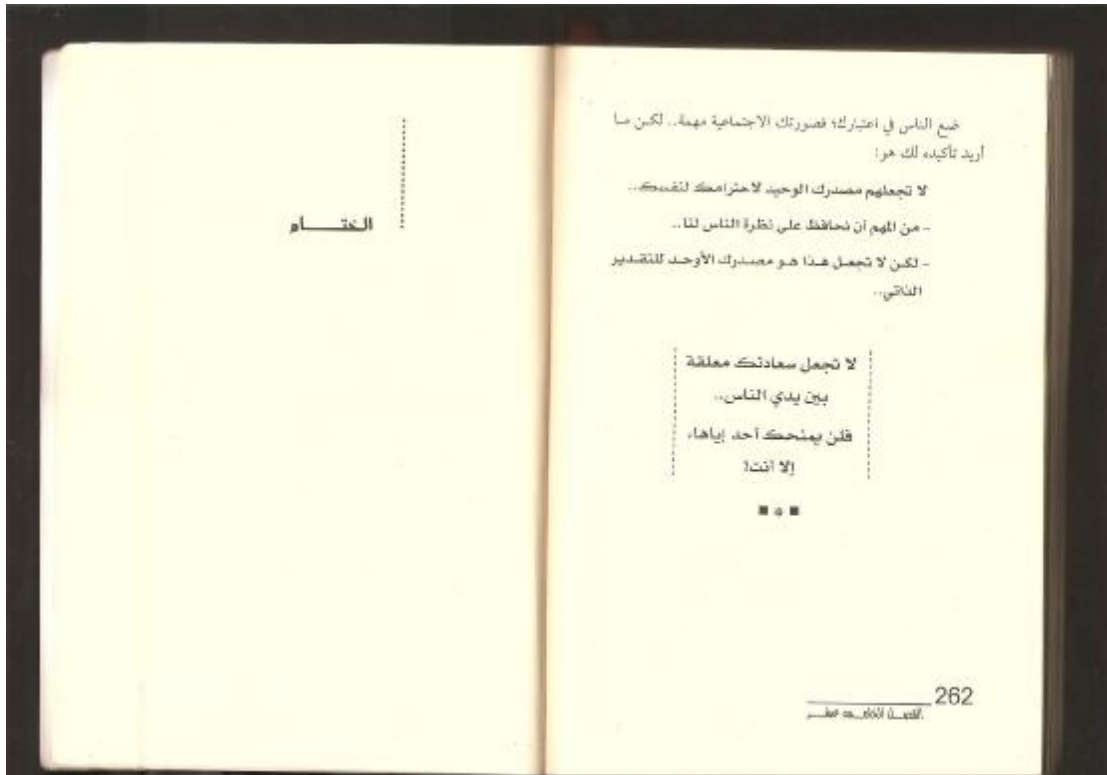 ضع الناس في اعتبارك؛ فصورتك الاجتماعية مهمة.. لكن ما
أريد تأكيده لك هو:
لا تجعلهم مصدرك الوحيد لاحترامك لنفسك..
- من المهم أن نحافظ على نظرة الناس لنا..
- لكن لا تجعل هذا هو مصدرك الأوحد للتقدير
الذاتي..
لا تجعل سعادتك معلقة
بين يدي الناس..
فلن يمنحك أحد إياها،
إلا أنت!
262
الختـــــام